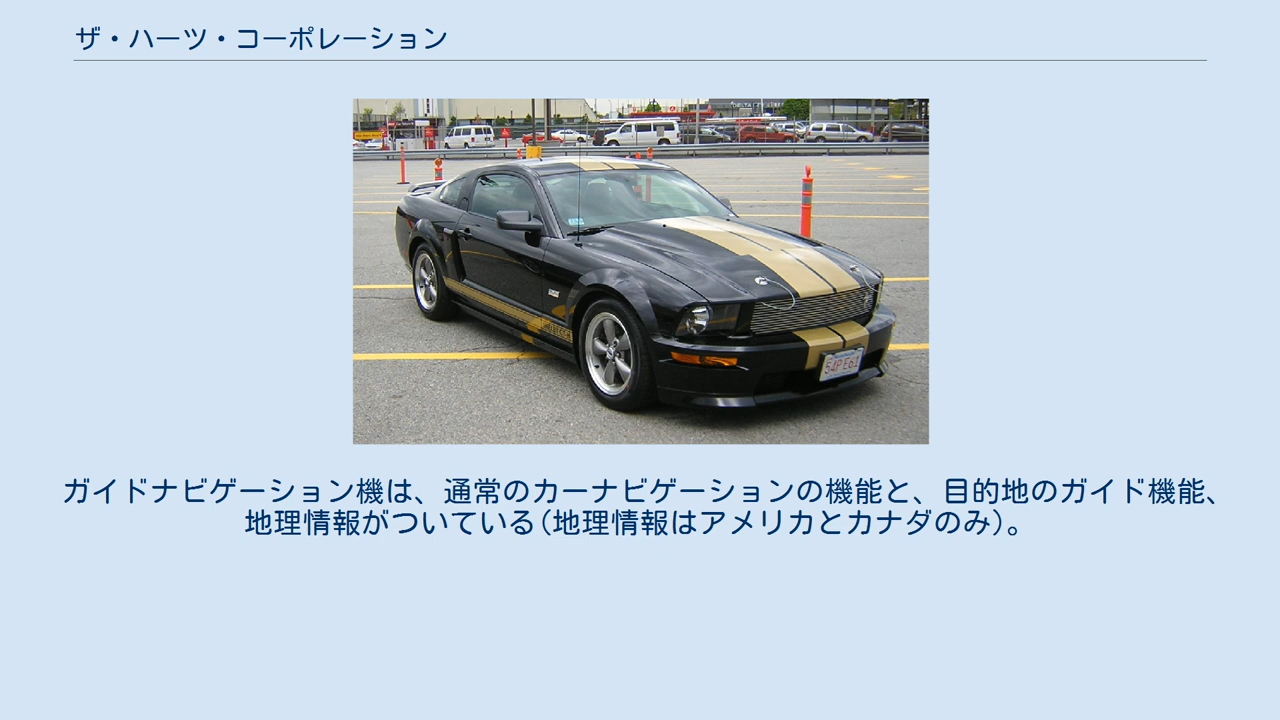 ザ・ハーツ・コーポレーション
54P E61
ガイドナビゲーション機は、通常のカーナビゲーションの機能と、目的地のガイド機能、
地理情報がついている(地理情報はアメリカとカナダのみ)。